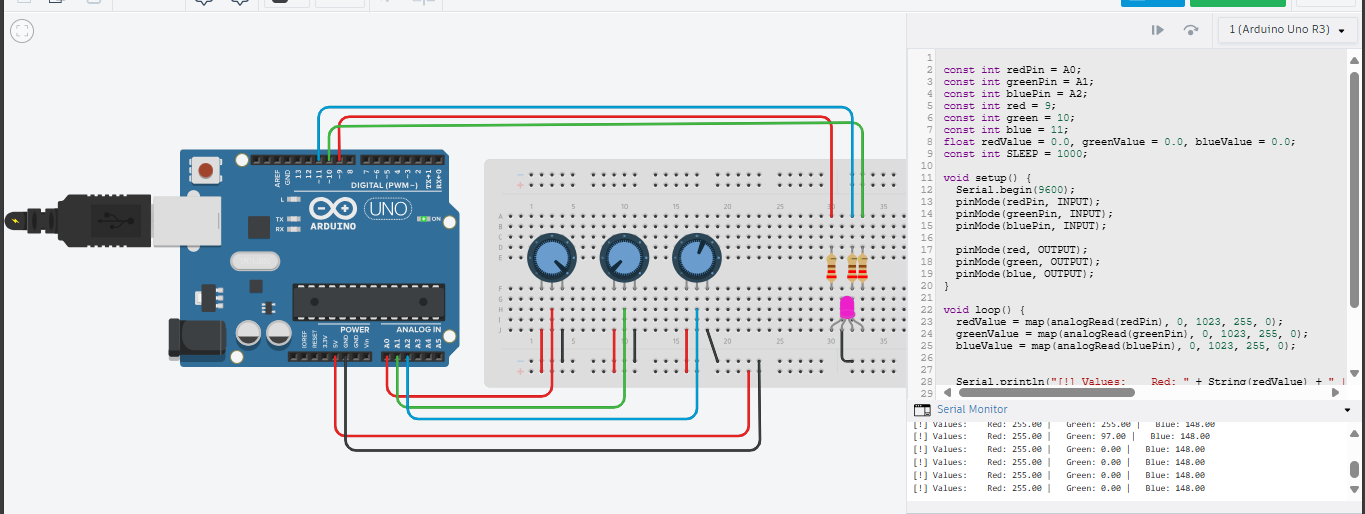 1 (Arduino Uno R3)
1
2 const int redPin = A0;
3 const int greenPin = A1;
4 const int bluePin = A2;
5 const int red = 9;
6 const int green = 10;
7 const int blue = 11;
8 float redValue = 0.0, greenValue = 0.0, blueValue = 0.0;
9 const int SLEEP = 1000;
10
11 void setup() {
12 Serial.begin(9600);
13 pinMode(redPin, INPUT);
14 pinMode(greenPin, INPUT);
15 pinMode(bluePin, INPUT);
16
17 pinMode(red, OUTPUT);
18 pinMode(green, OUTPUT);
19 pinMode(blue, OUTPUT);
20 }
21
22 void loop() {
23 redValue = map(analogRead(redPin), 0, 1023, 255, 0);
24 greenValue = map(analogRead(greenPin), 0, 1023, 255, 0);
25 blueValue = map(analogRead(bluePin), 0, 1023, 255, 0);
26
27
28 Serial.println("[!] Values: Red: " + String(redValue) + " |
29
Serial Monitor
[!] Values: Red: 255.00 | Green: 255.00 | Blue: 148.00
[!] Values: Red: 255.00 | Green: 97.00 | Blue: 148.00
[!] Values: Red: 255.00 | Green: 0.00 | Blue: 148.00
[!] Values: Red: 255.00 | Green: 0.00 | Blue: 148.00
[!] Values: Red: 255.00 | Green: 0.00 | Blue: 148.00
[!] Values: Red: 255.00 | Green: 0.00 | Blue: 148.00
AREF GND 13 12 ~11 ~10 ~9 8 7 ~6 ~5 4 ~3 2 TX→1 RX←0
DIGITAL (PWM~)
L
TX
RX
UNO
ON
ARDUINO
POWER
ANALOG IN
IOREF RESET 3.3V 5V GND GND Vin A0 A1 A2 A3 A4 A5
1 5 10 15 20 25 30 35
A
B
C
D
E
F
G
H
I
J
1 5 10 15 20 25 30 35